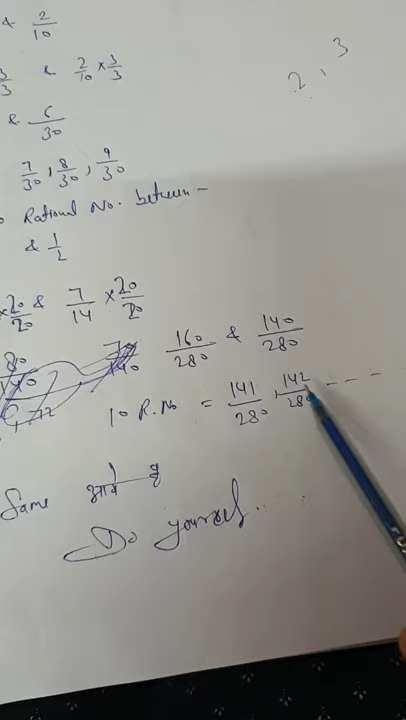 & 2/10
2, 3
3 & 2/10 × 3/3
& 6/30
7/30, 8/30, 9/30
Rational No. between -
& 1/2
× 20/20 & 7/14 × 20/20
160/280 & 140/280
10 R.No = 141/280, 142/280 - - -
Same आगे
Do yourself...